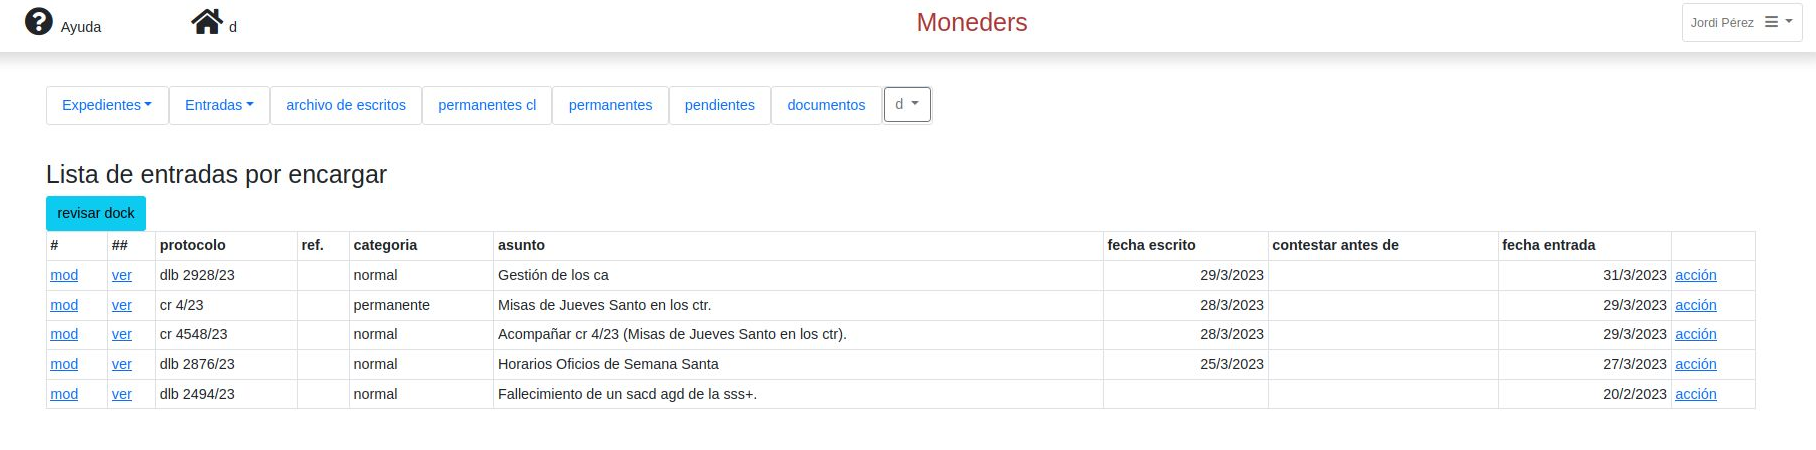 Ayuda d Moneders Jordi Pérez
Expedientes Entradas archivo de escritos permanentes cl permanentes pendientes documentos d
Lista de entradas por encargar
revisar dock
# ## protocolo ref. categoria asunto fecha escrito contestar antes de fecha entrada
mod ver dlb 2928/23 normal Gestión de los ca 29/3/2023 31/3/2023 acción
mod ver cr 4/23 permanente Misas de Jueves Santo en los ctr. 28/3/2023 29/3/2023 acción
mod ver cr 4548/23 normal Acompañar cr 4/23 (Misas de Jueves Santo en los ctr). 28/3/2023 29/3/2023 acción
mod ver dlb 2876/23 normal Horarios Oficios de Semana Santa 25/3/2023 27/3/2023 acción
mod ver dlb 2494/23 normal Fallecimiento de un sacd agd de la sss+. 20/2/2023 acción